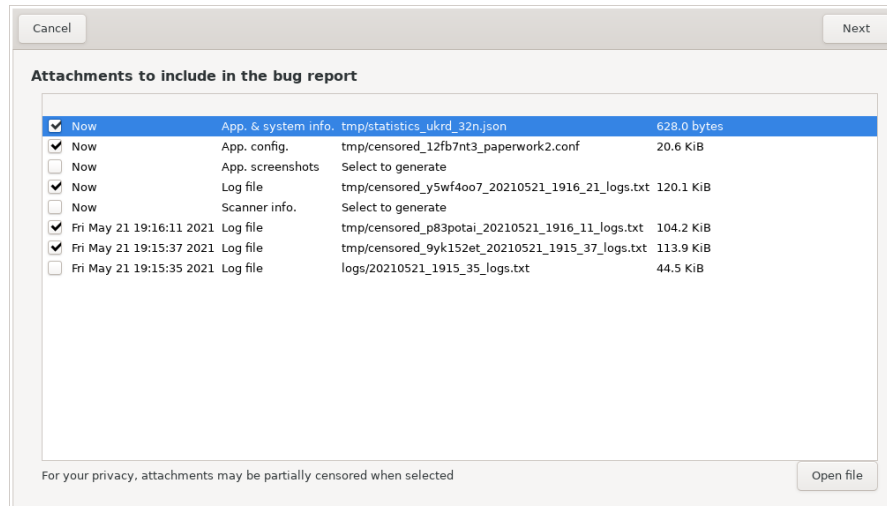 Cancel Next
Attachments to include in the bug report
Now App. & system info. tmp/statistics_ukrd_32n.json 628.0 bytes
Now App. config. tmp/censored_12fb7nt3_paperwork2.conf 20.6 KiB
Now App. screenshots Select to generate
Now Log file tmp/censored_y5wf4oo7_20210521_1916_21_logs.txt 120.1 KiB
Now Scanner info. Select to generate
Fri May 21 19:16:11 2021 Log file tmp/censored_p83potai_20210521_1916_11_logs.txt 104.2 KiB
Fri May 21 19:15:37 2021 Log file tmp/censored_9yk152et_20210521_1915_37_logs.txt 113.9 KiB
Fri May 21 19:15:35 2021 Log file logs/20210521_1915_35_logs.txt 44.5 KiB
For your privacy, attachments may be partially censored when selected Open file